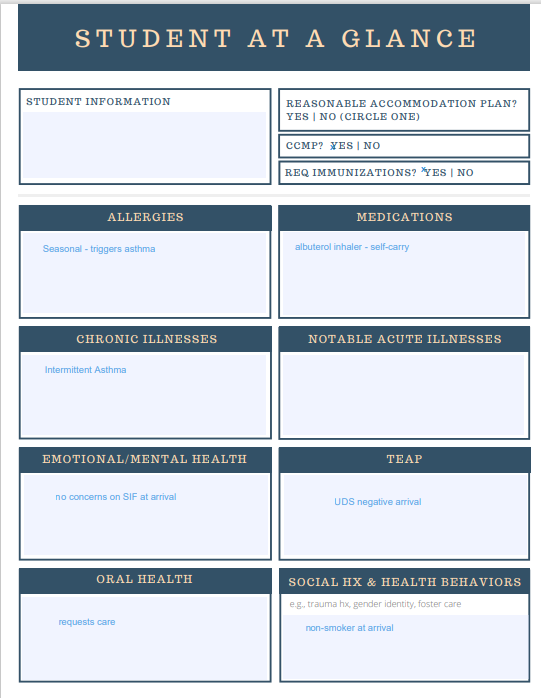 STUDENT AT A GLANCE
STUDENT INFORMATION
REASONABLE ACCOMMODATION PLAN?
YES | NO (CIRCLE ONE)
CCMP? xYES | NO
REQ IMMUNIZATIONS? xYES | NO
ALLERGIES
Seasonal - triggers asthma
MEDICATIONS
albuterol inhaler - self-carry
CHRONIC ILLNESSES
Intermittent Asthma
NOTABLE ACUTE ILLNESSES
EMOTIONAL/MENTAL HEALTH
no concerns on SIF at arrival
TEAP
UDS negative arrival
ORAL HEALTH
requests care
SOCIAL HX & HEALTH BEHAVIORS
e.g., trauma hx, gender identity, foster care
non-smoker at arrival